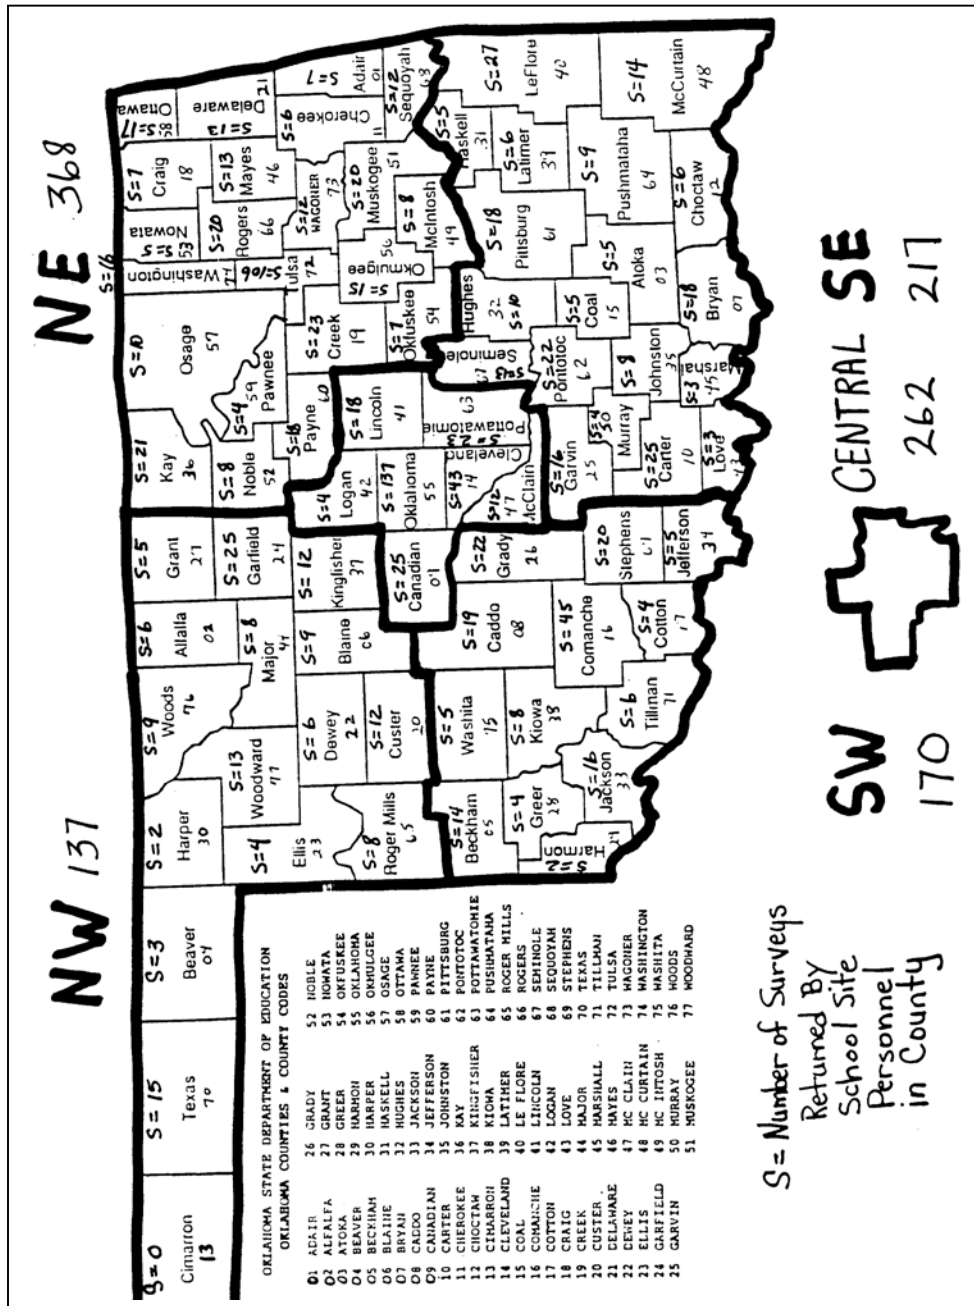 NW 137
NE 368
S=0
Cimarron
13
S=15
Texas
70
S=3
Beaver
04
S=2
Harper
30
S=9
Woods
76
S=6
Allalla
02
S=5
Grant
27
S=21
Kay
36
S=10
Osage
57
S=16
Washington
S=5
Nowata
53
S=7
Craig
18
S=17
Ottawa
58
S=4
Ellis
23
S=13
Woodward
77
S=8
Major
44
S=25
Garfield
24
S=8
Noble
52
S=4
59
Pawnee
S=106
Tulsa
72
S=20
Rogers
66
S=13
Mayes
46
S=12
Delaware
21
S=8
Roger Mills
65
S=6
Dewey
22
S=9
Blaine
06
S=12
Kinglisher
37
S=4
Logan
42
S=18
Payne
60
S=23
Creek
19
S=12
WAGONER
73
S=6
Cherokee
11
S=7
Adair
01
S=12
Custer
20
S=25
Canadian
S=137
Oklahoma
55
S=18
Lincoln
41
S=7
Okfuskee
54
S=15
Okmulgee
56
S=20
Muskogee
51
S=12
Sequoyah
68
S=14
Beckham
05
S=5
Washita
75
S=19
Caddo
08
S=22
Grady
26
S=12
McClain
47
S=43
Cleveland
14
S=23
Pottawatomie
63
S=13
Seminole
67
Hughes
32
S=10
S=8
McIntosh
49
S=5
Haskell
31
S=27
LeFlore
40
S=2
Harmon
29
S=4
Greer
28
S=8
Kiowa
38
S=16
Jackson
33
S=45
Comanche
16
S=20
Stephens
S=16
Garvin
25
S=22
Pontotoc
62
S=5
Coal
15
S=18
Pittsburg
61
S=6
Latimer
39
S=6
Tillman
71
S=4
Cotton
17
S=5
Jefferson
34
S=25
Carter
10
S=4
50
Murray
S=8
Johnston
35
S=5
Atoka
03
S=9
Pushmataha
64
S=14
McCurtain
48
S=3
Love
43
S=3
Marshal
45
S=18
Bryan
07
S=6
Choctaw
12
OKLAHOMA STATE DEPARTMENT OF EDUCATION
OKLAHOMA COUNTIES & COUNTY CODES
01 ADAIR 26 GRADY 52 NOBLE
02 ALFALFA 27 GRANT 53 NOWATA
03 ATOKA 28 GREER 54 OKFUSKEE
04 BEAVER 29 HARMON 55 OKLAHOMA
05 BECKHAM 30 HARPER 56 OKMULGEE
06 BLAINE 31 HASKELL 57 OSAGE
07 BRYAN 32 HUGHES 58 OTTAWA
08 CADDO 33 JACKSON 59 PAWNEE
09 CANADIAN 34 JEFFERSON 60 PAYNE
10 CARTER 35 JOHNSTON 61 PITTSBURG
11 CHEROKEE 36 KAY 62 PONTOTOC
12 CHOCTAW 37 KINGFISHER 63 POTTAWATOMIE
13 CIMARRON 38 KIOWA 64 PUSHMATAHA
14 CLEVELAND 39 LATIMER 65 ROGER MILLS
15 COAL 40 LE FLORE 66 ROGERS
16 COMANCHE 41 LINCOLN 67 SEMINOLE
17 COTTON 42 LOGAN 68 SEQUOYAH
18 CRAIG 43 LOVE 69 STEPHENS
19 CREEK 44 MAJOR 70 TEXAS
20 CUSTER 45 MARSHALL 71 TILLMAN
21 DELAWARE 46 MAYES 72 TULSA
22 DEWEY 47 MC CLAIN 73 WAGONER
23 ELLIS 48 MC CURTAIN 74 WASHINGTON
24 GARFIELD 49 MC INTOSH 75 WASHITA
25 GARVIN 50 MURRAY 76 WOODS
51 MUSKOGEE 77 WOODWARD
S=Number of Surveys
Returned By
School Site
Personnel
in County
SW
170
CENTRAL
262
SE
217